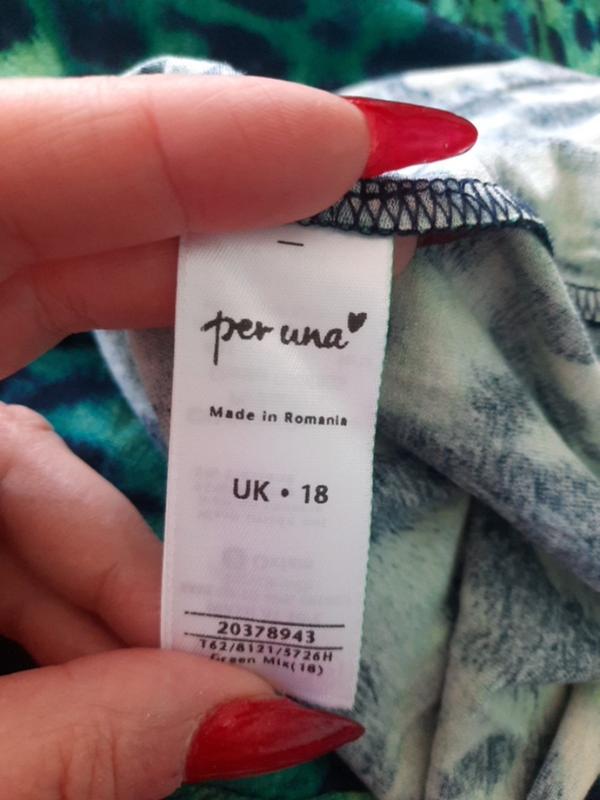 per una
Made in Romania
UK • 18
20378943
T62/8121/5726H
Green Mix(18)